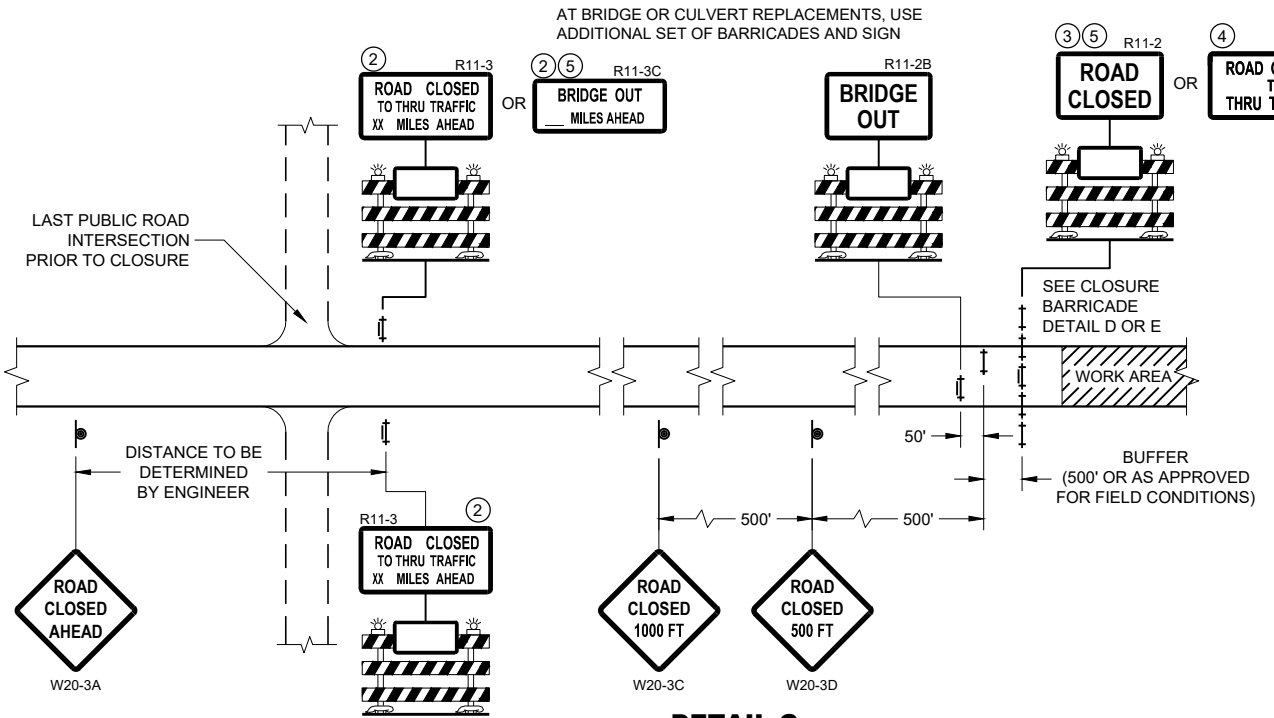 AT BRIDGE OR CULVERT REPLACEMENTS, USE
ADDITIONAL SET OF BARRICADES AND SIGN
2
R11-3
ROAD CLOSED
TO THRU TRAFFIC
XX MILES AHEAD
OR
2 5
R11-3C
BRIDGE OUT
___ MILES AHEAD
R11-2B
BRIDGE
OUT
3 5
R11-2
ROAD
CLOSED
OR
4
ROAD
THRU
LAST PUBLIC ROAD
INTERSECTION
PRIOR TO CLOSURE
SEE CLOSURE
BARRICADE
DETAIL D OR E
WORK AREA
DISTANCE TO BE
DETERMINED
BY ENGINEER
50'
BUFFER
(500' OR AS APPROVED
FOR FIELD CONDITIONS)
500'
500'
R11-3
2
ROAD CLOSED
TO THRU TRAFFIC
XX MILES AHEAD
ROAD
CLOSED
AHEAD
W20-3A
ROAD
CLOSED
1000 FT
W20-3C
ROAD
CLOSED
500 FT
W20-3D